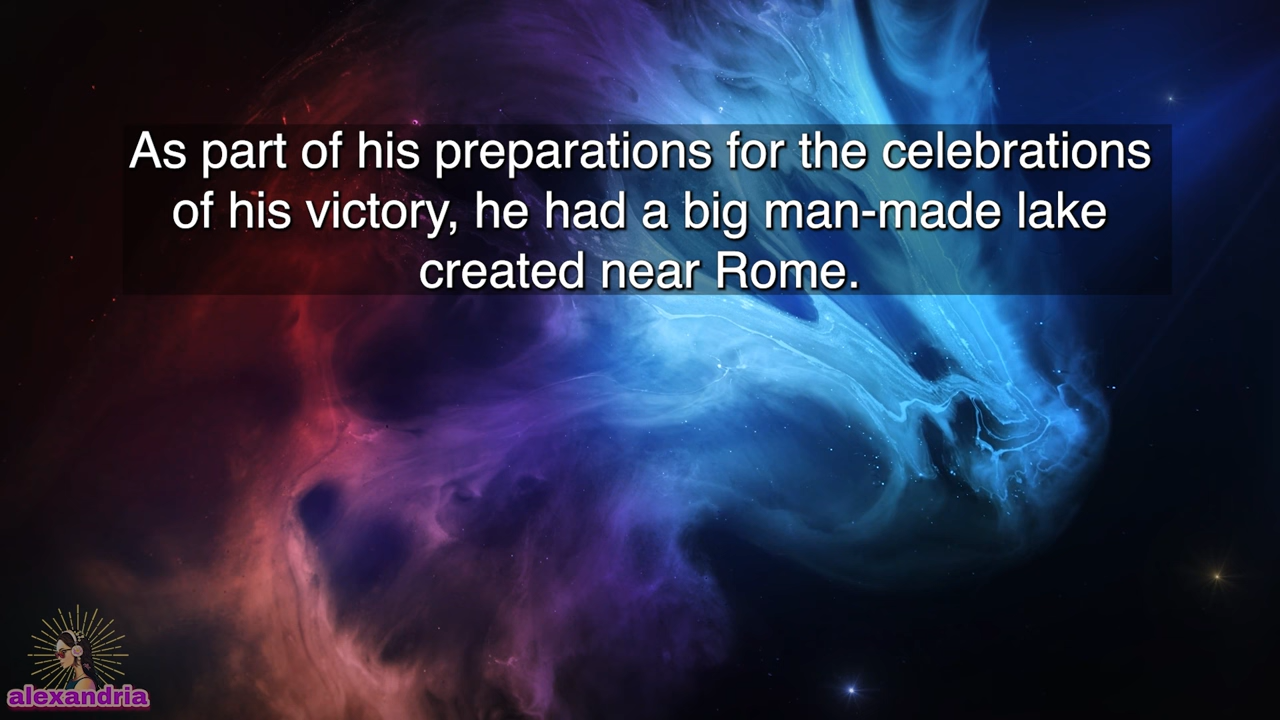 As part of his preparations for the celebrations
of his victory, he had a big man-made lake
created near Rome.
alexandria